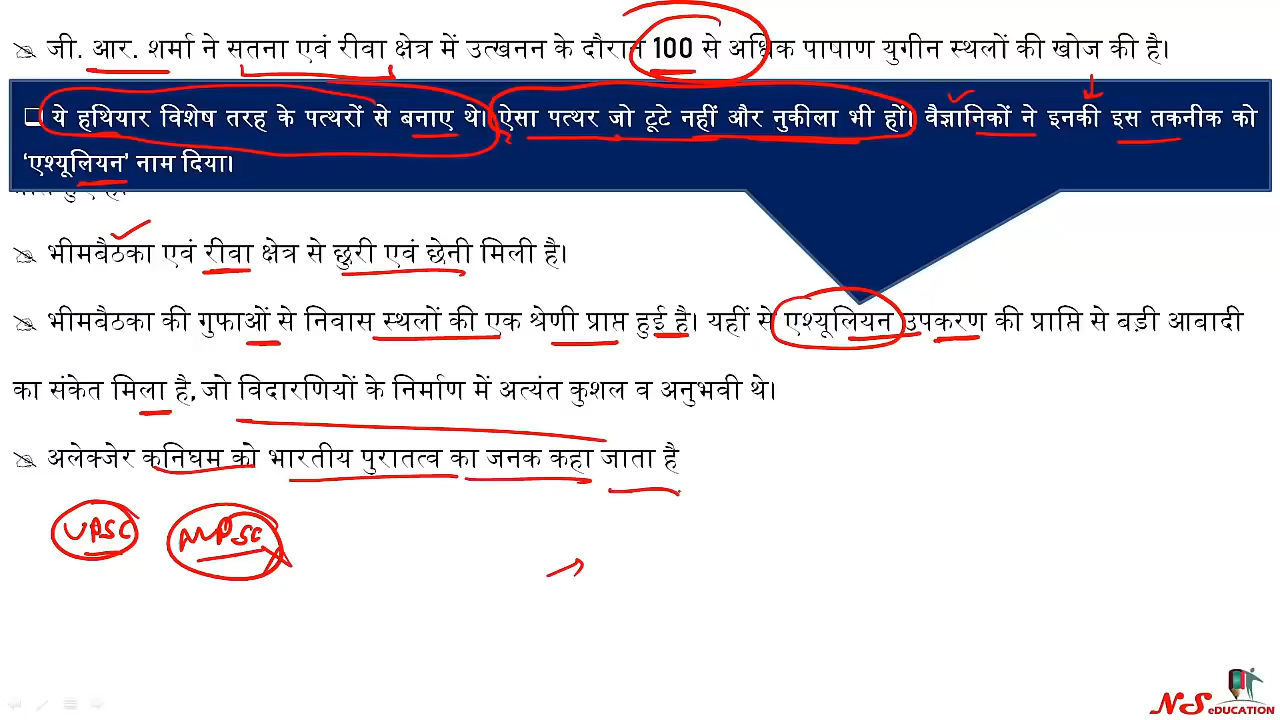 जी. आर. शर्मा ने सतना एवं रीवा क्षेत्र में उत्खनन के दौरान 100 से अधिक पाषाण युगीन स्थलों की खोज की है।
ये हथियार विशेष तरह के पत्थरों से बनाए थे। ऐसा पत्थर जो टूटे नहीं और नुकीला भी हों। वैज्ञानिकों ने इनकी इस तकनीक को
‘एश्यूलियन’ नाम दिया।
भीमबैठका एवं रीवा क्षेत्र से छुरी एवं छेनी मिली है।
भीमबैठका की गुफाओं से निवास स्थलों की एक श्रेणी प्राप्त हुई है। यहीं से एश्यूलियन उपकरण की प्राप्ति से बड़ी आबादी
का संकेत मिला है, जो विदारणियों के निर्माण में अत्यंत कुशल व अनुभवी थे।
अलेक्जेर कनिघम को भारतीय पुरातत्व का जनक कहा जाता है
UPSC MPSC
NS EDUCATION